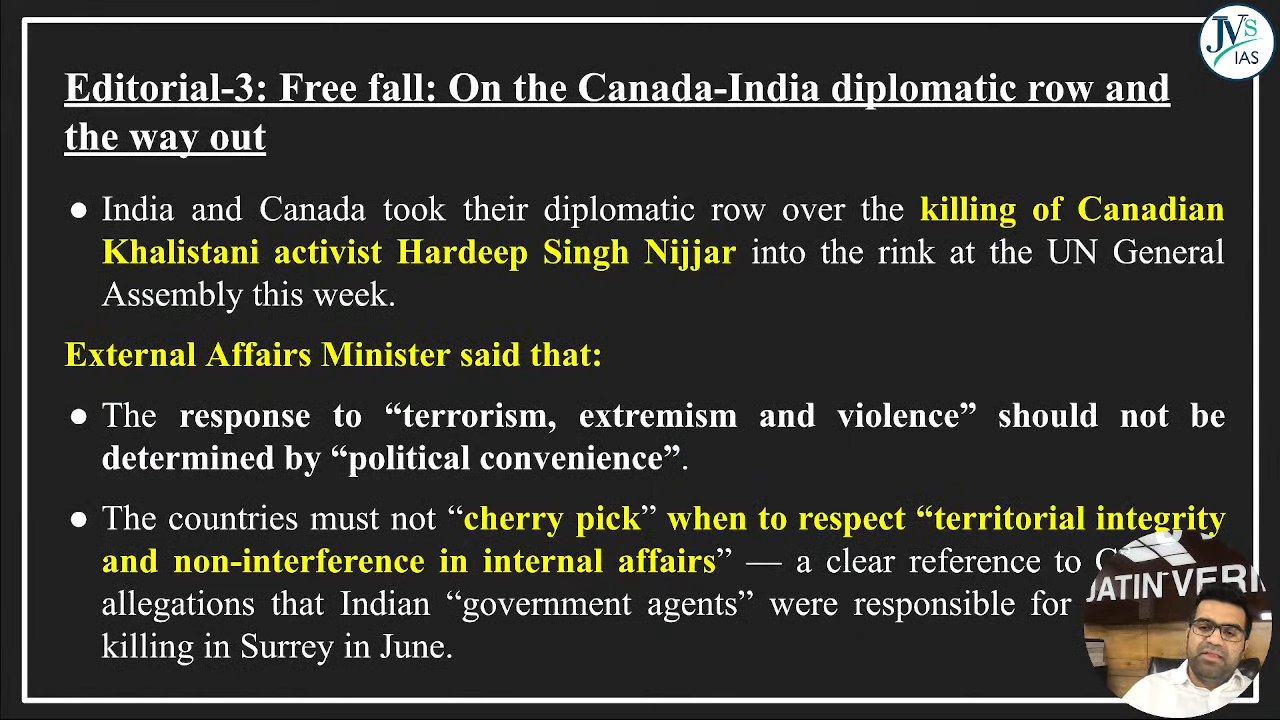 JVS
IAS
Editorial-3: Free fall: On the Canada-India diplomatic row and
the way out
● India and Canada took their diplomatic row over the killing of Canadian
Khalistani activist Hardeep Singh Nijjar into the rink at the UN General
Assembly this week.
External Affairs Minister said that:
● The response to “terrorism, extremism and violence” should not be
determined by “political convenience”.
● The countries must not “cherry pick” when to respect “territorial integrity
and non-interference in internal affairs” — a clear reference to
allegations that Indian “government agents” were responsible for
killing in Surrey in June.
JATIN VER